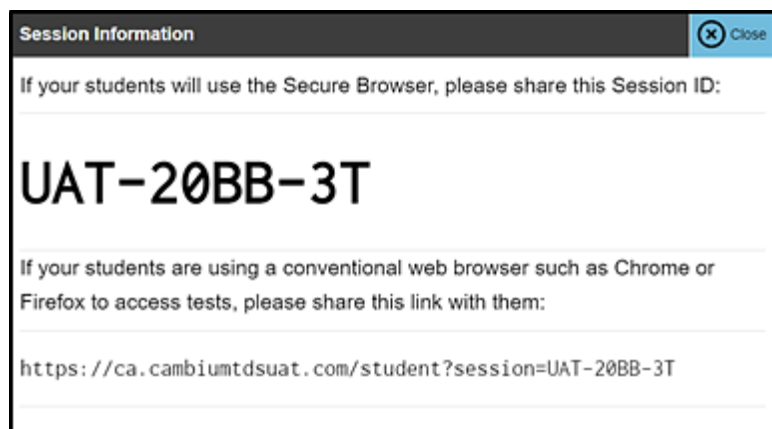 Session Information
Close
If your students will use the Secure Browser, please share this Session ID:
UAT-20BB-3T
If your students are using a conventional web browser such as Chrome or
Firefox to access tests, please share this link with them:
https://ca.cambiumtdsuat.com/student?session=UAT-20BB-3T